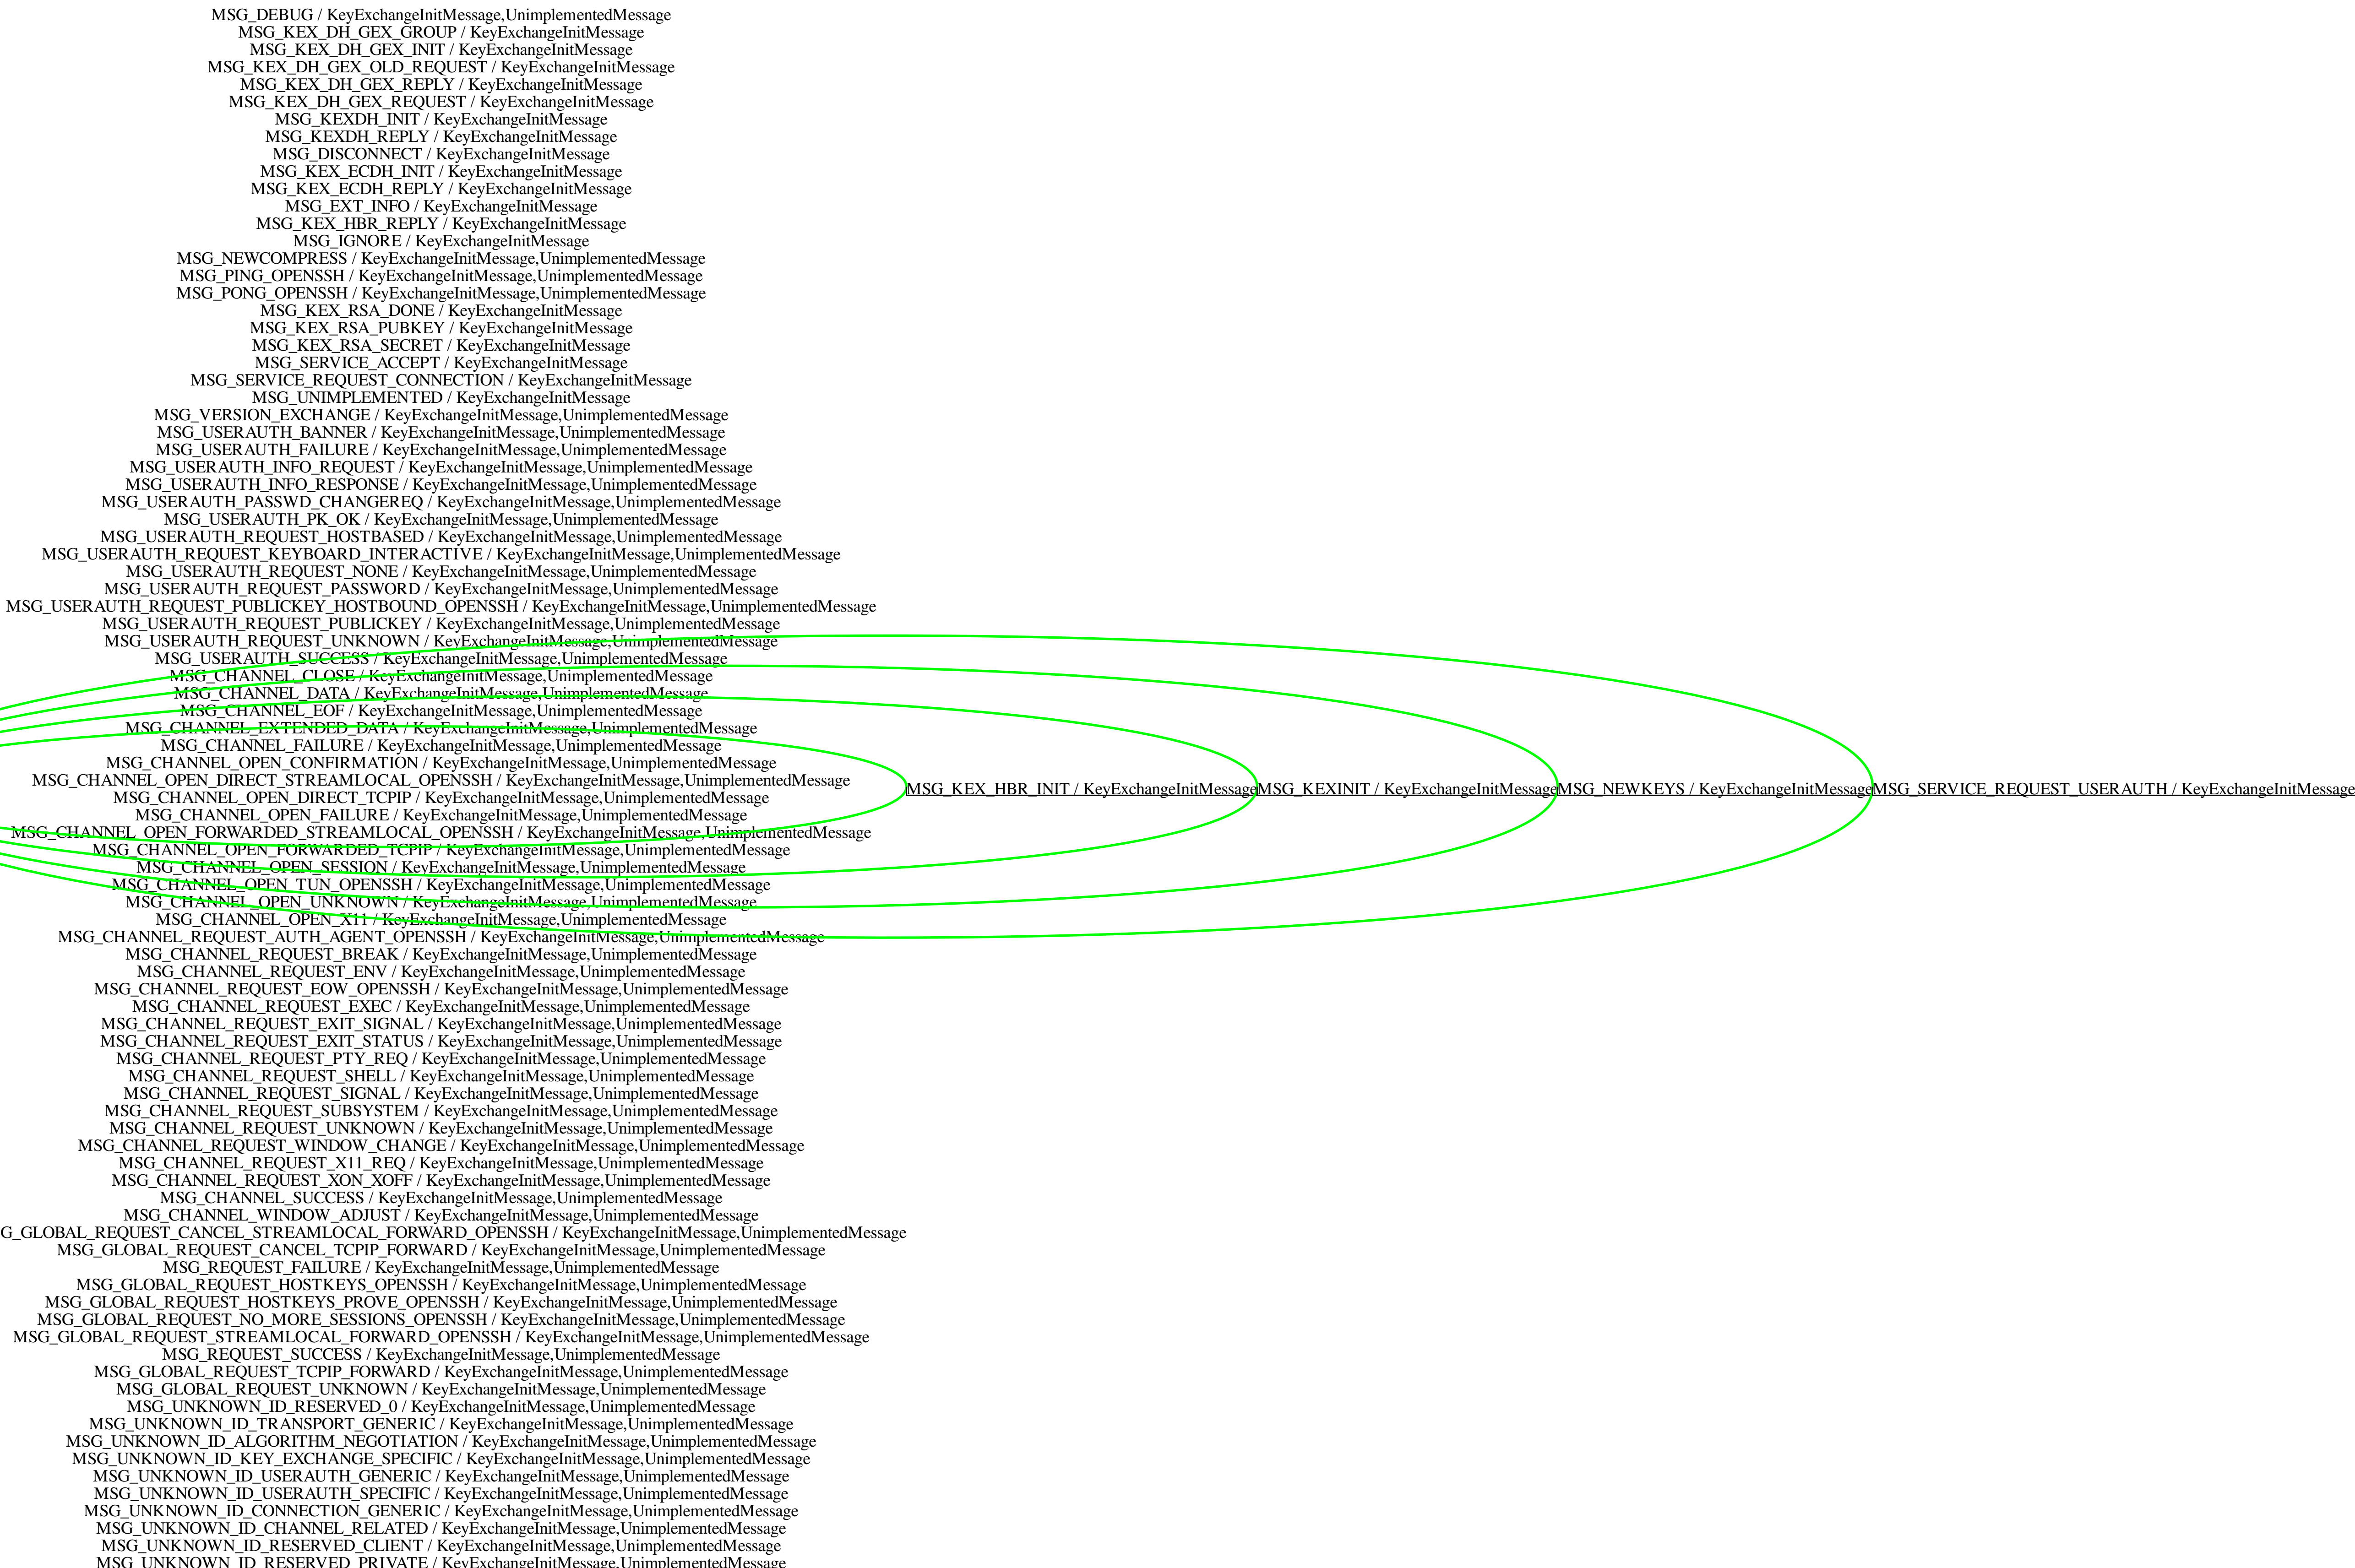 MSG_DEBUG / KeyExchangeInitMessage,UnimplementedMessage
MSG_KEX_DH_GEX_GROUP / KeyExchangeInitMessage
MSG_KEX_DH_GEX_INIT / KeyExchangeInitMessage
MSG_KEX_DH_GEX_OLD_REQUEST / KeyExchangeInitMessage
MSG_KEX_DH_GEX_REPLY / KeyExchangeInitMessage
MSG_KEX_DH_GEX_REQUEST / KeyExchangeInitMessage
MSG_KEXDH_INIT / KeyExchangeInitMessage
MSG_KEXDH_REPLY / KeyExchangeInitMessage
MSG_DISCONNECT / KeyExchangeInitMessage
MSG_KEX_ECDH_INIT / KeyExchangeInitMessage
MSG_KEX_ECDH_REPLY / KeyExchangeInitMessage
MSG_EXT_INFO / KeyExchangeInitMessage
MSG_KEX_HBR_REPLY / KeyExchangeInitMessage
MSG_IGNORE / KeyExchangeInitMessage
MSG_NEWCOMPRESS / KeyExchangeInitMessage,UnimplementedMessage
MSG_PING_OPENSSH / KeyExchangeInitMessage,UnimplementedMessage
MSG_PONG_OPENSSH / KeyExchangeInitMessage,UnimplementedMessage
MSG_KEX_RSA_DONE / KeyExchangeInitMessage
MSG_KEX_RSA_PUBKEY / KeyExchangeInitMessage
MSG_KEX_RSA_SECRET / KeyExchangeInitMessage
MSG_SERVICE_ACCEPT / KeyExchangeInitMessage
MSG_SERVICE_REQUEST_CONNECTION / KeyExchangeInitMessage
MSG_UNIMPLEMENTED / KeyExchangeInitMessage
MSG_VERSION_EXCHANGE / KeyExchangeInitMessage,UnimplementedMessage
MSG_USERAUTH_BANNER / KeyExchangeInitMessage,UnimplementedMessage
MSG_USERAUTH_FAILURE / KeyExchangeInitMessage,UnimplementedMessage
MSG_USERAUTH_INFO_REQUEST / KeyExchangeInitMessage,UnimplementedMessage
MSG_USERAUTH_INFO_RESPONSE / KeyExchangeInitMessage,UnimplementedMessage
MSG_USERAUTH_PASSWD_CHANGEREQ / KeyExchangeInitMessage,UnimplementedMessage
MSG_USERAUTH_PK_OK / KeyExchangeInitMessage,UnimplementedMessage
MSG_USERAUTH_REQUEST_HOSTBASED / KeyExchangeInitMessage,UnimplementedMessage
MSG_USERAUTH_REQUEST_KEYBOARD_INTERACTIVE / KeyExchangeInitMessage,UnimplementedMessage
MSG_USERAUTH_REQUEST_NONE / KeyExchangeInitMessage,UnimplementedMessage
MSG_USERAUTH_REQUEST_PASSWORD / KeyExchangeInitMessage,UnimplementedMessage
MSG_USERAUTH_REQUEST_PUBLICKEY_HOSTBOUND_OPENSSH / KeyExchangeInitMessage,UnimplementedMessage
MSG_USERAUTH_REQUEST_PUBLICKEY / KeyExchangeInitMessage,UnimplementedMessage
MSG_USERAUTH_REQUEST_UNKNOWN / KeyExchangeInitMessage,UnimplementedMessage
MSG_USERAUTH_SUCCESS / KeyExchangeInitMessage,UnimplementedMessage
MSG_CHANNEL_CLOSE / KeyExchangeInitMessage,UnimplementedMessage
MSG_CHANNEL_DATA / KeyExchangeInitMessage,UnimplementedMessage
MSG_CHANNEL_EOF / KeyExchangeInitMessage,UnimplementedMessage
MSG_CHANNEL_EXTENDED_DATA / KeyExchangeInitMessage,UnimplementedMessage
MSG_CHANNEL_FAILURE / KeyExchangeInitMessage,UnimplementedMessage
MSG_CHANNEL_OPEN_CONFIRMATION / KeyExchangeInitMessage,UnimplementedMessage
MSG_CHANNEL_OPEN_DIRECT_STREAMLOCAL_OPENSSH / KeyExchangeInitMessage,UnimplementedMessage
MSG_KEX_HBR_INIT / KeyExchangeInitMessage
MSG_KEXINIT / KeyExchangeInitMessage
MSG_NEWKEYS / KeyExchangeInitMessage
MSG_SERVICE_REQUEST_USERAUTH / KeyExchangeInitMessage
MSG_CHANNEL_OPEN_DIRECT_TCPIP / KeyExchangeInitMessage,UnimplementedMessage
MSG_CHANNEL_OPEN_FAILURE / KeyExchangeInitMessage,UnimplementedMessage
MSG_CHANNEL_OPEN_FORWARDED_STREAMLOCAL_OPENSSH / KeyExchangeInitMessage,UnimplementedMessage
MSG_CHANNEL_OPEN_FORWARDED_TCPIP / KeyExchangeInitMessage,UnimplementedMessage
MSG_CHANNEL_OPEN_SESSION / KeyExchangeInitMessage,UnimplementedMessage
MSG_CHANNEL_OPEN_TUN_OPENSSH / KeyExchangeInitMessage,UnimplementedMessage
MSG_CHANNEL_OPEN_UNKNOWN / KeyExchangeInitMessage,UnimplementedMessage
MSG_CHANNEL_OPEN_X11 / KeyExchangeInitMessage,UnimplementedMessage
MSG_CHANNEL_REQUEST_AUTH_AGENT_OPENSSH / KeyExchangeInitMessage,UnimplementedMessage
MSG_CHANNEL_REQUEST_BREAK / KeyExchangeInitMessage,UnimplementedMessage
MSG_CHANNEL_REQUEST_ENV / KeyExchangeInitMessage,UnimplementedMessage
MSG_CHANNEL_REQUEST_EOW_OPENSSH / KeyExchangeInitMessage,UnimplementedMessage
MSG_CHANNEL_REQUEST_EXEC / KeyExchangeInitMessage,UnimplementedMessage
MSG_CHANNEL_REQUEST_EXIT_SIGNAL / KeyExchangeInitMessage,UnimplementedMessage
MSG_CHANNEL_REQUEST_EXIT_STATUS / KeyExchangeInitMessage,UnimplementedMessage
MSG_CHANNEL_REQUEST_PTY_REQ / KeyExchangeInitMessage,UnimplementedMessage
MSG_CHANNEL_REQUEST_SHELL / KeyExchangeInitMessage,UnimplementedMessage
MSG_CHANNEL_REQUEST_SIGNAL / KeyExchangeInitMessage,UnimplementedMessage
MSG_CHANNEL_REQUEST_SUBSYSTEM / KeyExchangeInitMessage,UnimplementedMessage
MSG_CHANNEL_REQUEST_UNKNOWN / KeyExchangeInitMessage,UnimplementedMessage
MSG_CHANNEL_REQUEST_WINDOW_CHANGE / KeyExchangeInitMessage,UnimplementedMessage
MSG_CHANNEL_REQUEST_X11_REQ / KeyExchangeInitMessage,UnimplementedMessage
MSG_CHANNEL_REQUEST_XON_XOFF / KeyExchangeInitMessage,UnimplementedMessage
MSG_CHANNEL_SUCCESS / KeyExchangeInitMessage,UnimplementedMessage
MSG_CHANNEL_WINDOW_ADJUST / KeyExchangeInitMessage,UnimplementedMessage
G_GLOBAL_REQUEST_CANCEL_STREAMLOCAL_FORWARD_OPENSSH / KeyExchangeInitMessage,UnimplementedMessage
MSG_GLOBAL_REQUEST_CANCEL_TCPIP_FORWARD / KeyExchangeInitMessage,UnimplementedMessage
MSG_REQUEST_FAILURE / KeyExchangeInitMessage,UnimplementedMessage
MSG_GLOBAL_REQUEST_HOSTKEYS_OPENSSH / KeyExchangeInitMessage,UnimplementedMessage
MSG_GLOBAL_REQUEST_HOSTKEYS_PROVE_OPENSSH / KeyExchangeInitMessage,UnimplementedMessage
MSG_GLOBAL_REQUEST_NO_MORE_SESSIONS_OPENSSH / KeyExchangeInitMessage,UnimplementedMessage
MSG_GLOBAL_REQUEST_STREAMLOCAL_FORWARD_OPENSSH / KeyExchangeInitMessage,UnimplementedMessage
MSG_REQUEST_SUCCESS / KeyExchangeInitMessage,UnimplementedMessage
MSG_GLOBAL_REQUEST_TCPIP_FORWARD / KeyExchangeInitMessage,UnimplementedMessage
MSG_GLOBAL_REQUEST_UNKNOWN / KeyExchangeInitMessage,UnimplementedMessage
MSG_UNKNOWN_ID_RESERVED_0 / KeyExchangeInitMessage,UnimplementedMessage
MSG_UNKNOWN_ID_TRANSPORT_GENERIC / KeyExchangeInitMessage,UnimplementedMessage
MSG_UNKNOWN_ID_ALGORITHM_NEGOTIATION / KeyExchangeInitMessage,UnimplementedMessage
MSG_UNKNOWN_ID_KEY_EXCHANGE_SPECIFIC / KeyExchangeInitMessage,UnimplementedMessage
MSG_UNKNOWN_ID_USERAUTH_GENERIC / KeyExchangeInitMessage,UnimplementedMessage
MSG_UNKNOWN_ID_USERAUTH_SPECIFIC / KeyExchangeInitMessage,UnimplementedMessage
MSG_UNKNOWN_ID_CONNECTION_GENERIC / KeyExchangeInitMessage,UnimplementedMessage
MSG_UNKNOWN_ID_CHANNEL_RELATED / KeyExchangeInitMessage,UnimplementedMessage
MSG_UNKNOWN_ID_RESERVED_CLIENT / KeyExchangeInitMessage,UnimplementedMessage
MSG_UNKNOWN_ID_RESERVED_PRIVATE / KeyExchangeInitMessage,UnimplementedMessage